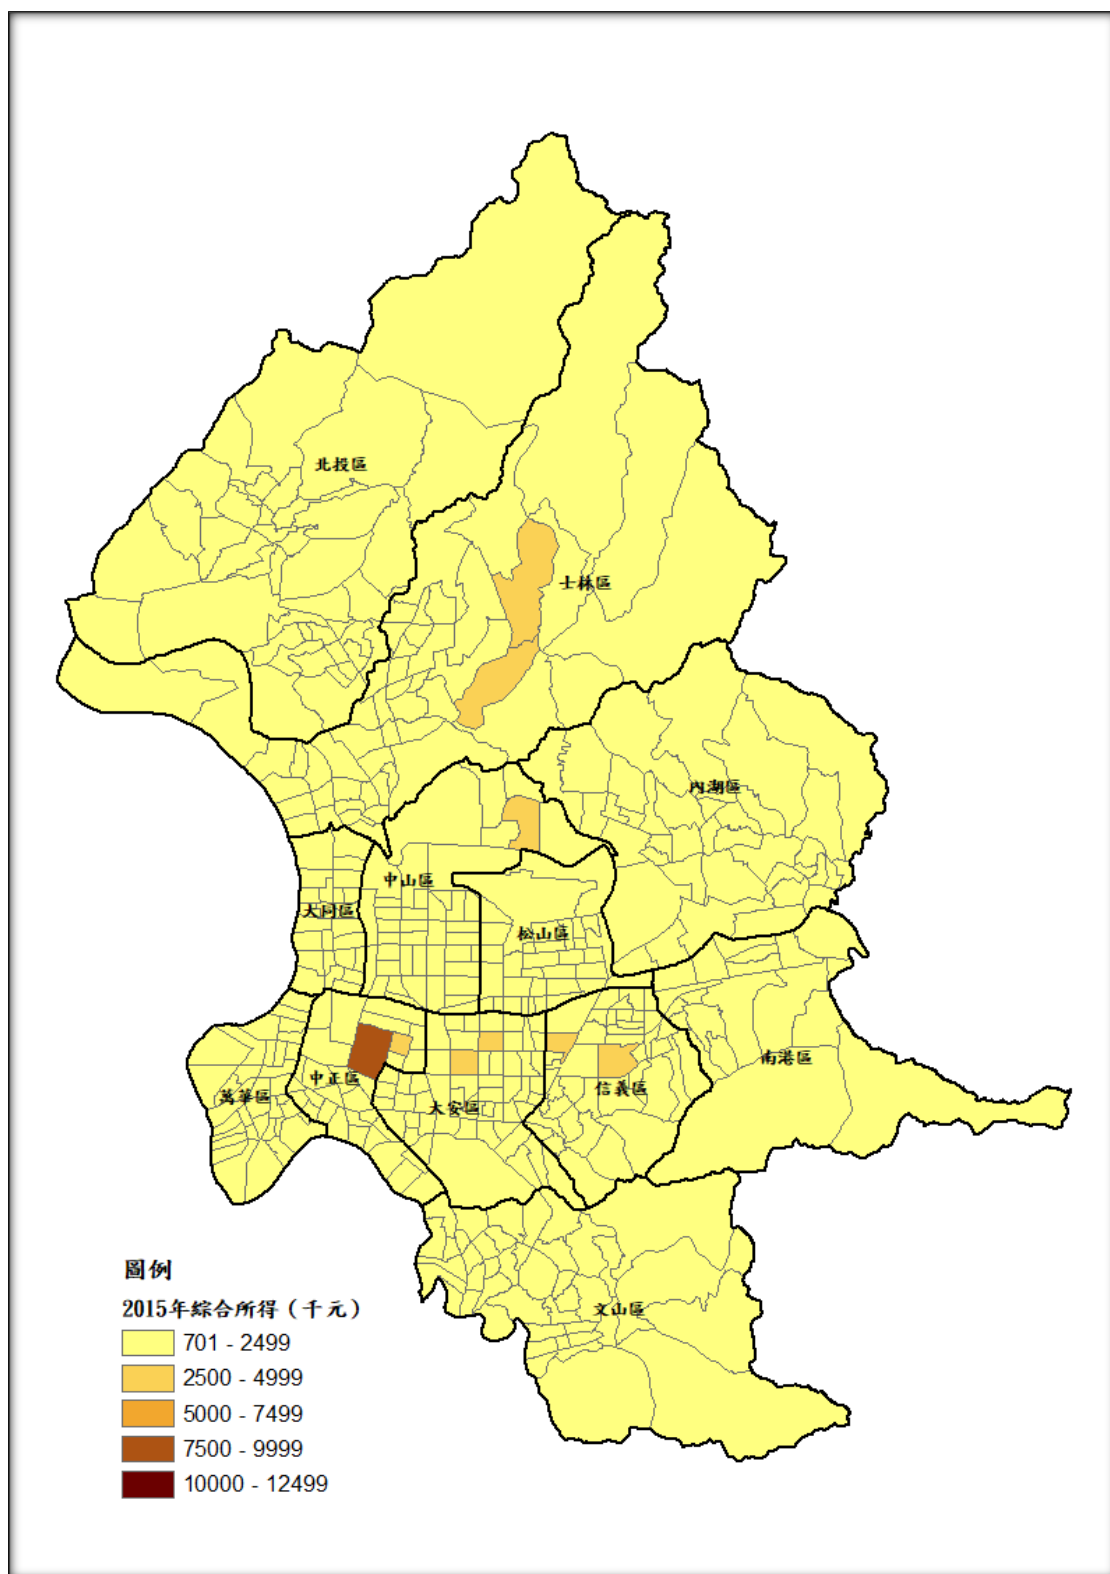 北投區
士林區
內湖區
中山區
大同區
松山區
南港區
中正區
信義區
萬華區
大安區
文山區
圖例
2015年綜合所得（千元）
701 - 2499
2500 - 4999
5000 - 7499
7500 - 9999
10000 - 12499